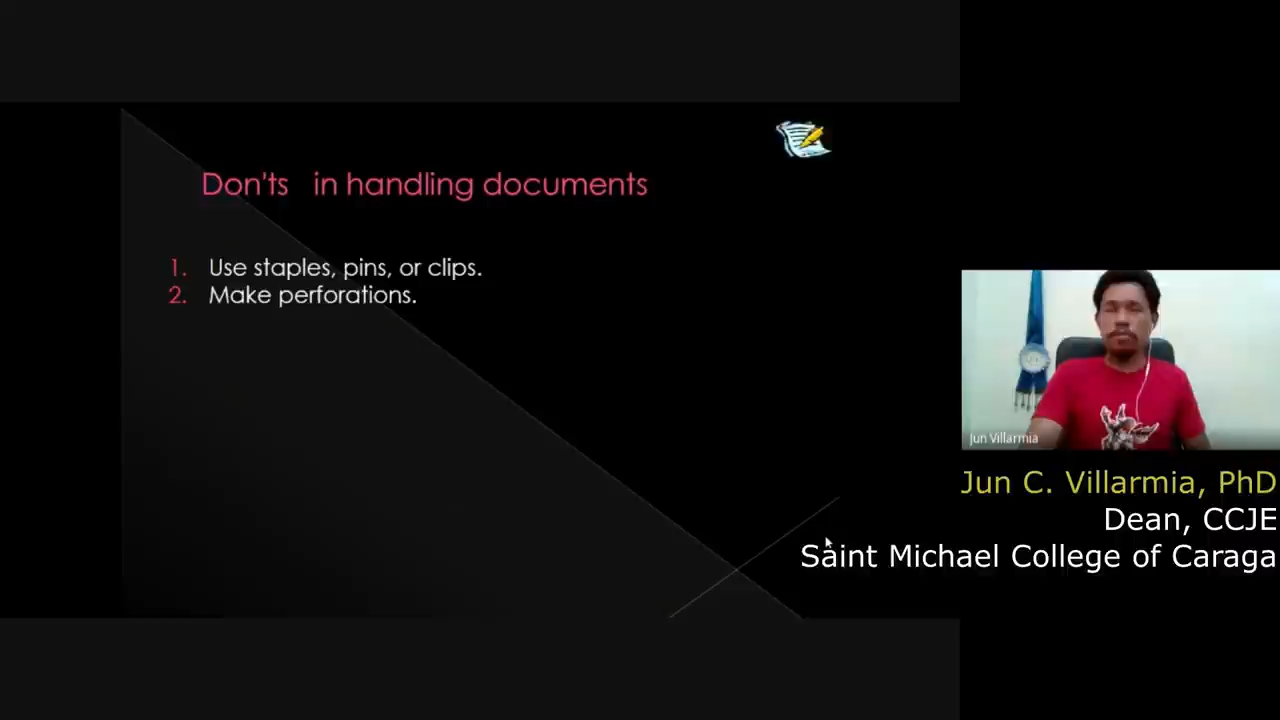 Don'ts in handling documents
1. Use staples, pins, or clips.
2. Make perforations.
Jun Villarmia
Jun C. Villarmia, PhD
Dean, CCJE
Saint Michael College of Caraga